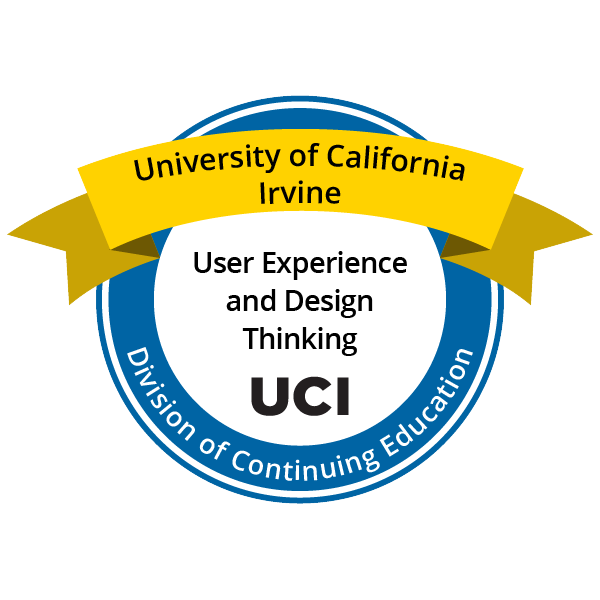 University of California
Irvine
User Experience
and Design
Thinking
UCI
Division of Continuing Education